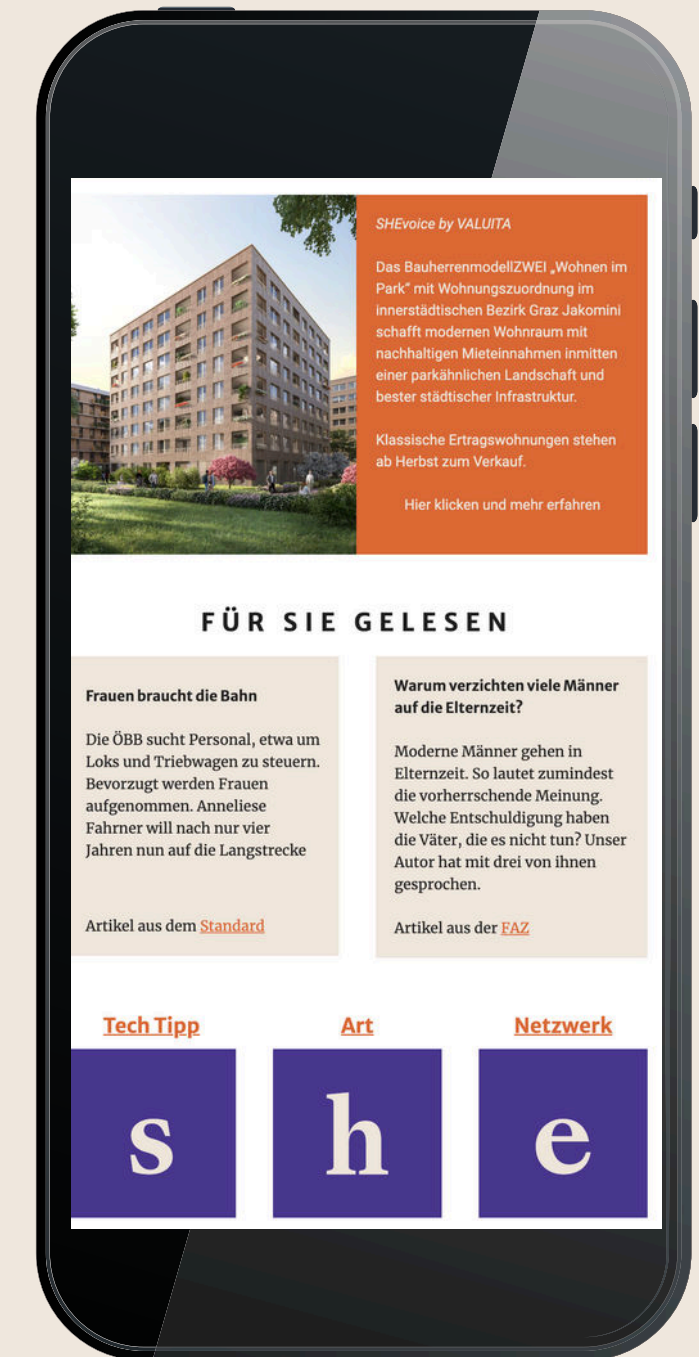 SHEvoice by VALUITA
Das BauherrenmodellZWEI „Wohnen im
Park“ mit Wohnungszuordnung im
innerstädtischen Bezirk Graz Jakomini
schafft modernen Wohnraum mit
nachhaltigen Mieteinnahmen inmitten
einer parkähnlichen Landschaft und
bester städtischer Infrastruktur.
Klassische Ertragswohnungen stehen
ab Herbst zum Verkauf.
Hier klicken und mehr erfahren
FÜR SIE GELESEN
Frauen braucht die Bahn
Die ÖBB sucht Personal, etwa um
Loks und Triebwagen zu steuern.
Bevorzugt werden Frauen
aufgenommen. Anneliese
Fahrner will nach nur vier
Jahren nun auf die Langstrecke
Artikel aus dem Standard
Warum verzichten viele Männer
auf die Elternzeit?
Moderne Männer gehen in
Elternzeit. So lautet zumindest
die vorherrschende Meinung.
Welche Entschuldigung haben
die Väter, die es nicht tun? Unser
Autor hat mit drei von ihnen
gesprochen.
Artikel aus der FAZ
Tech Tipp Art Netzwerk
s h e